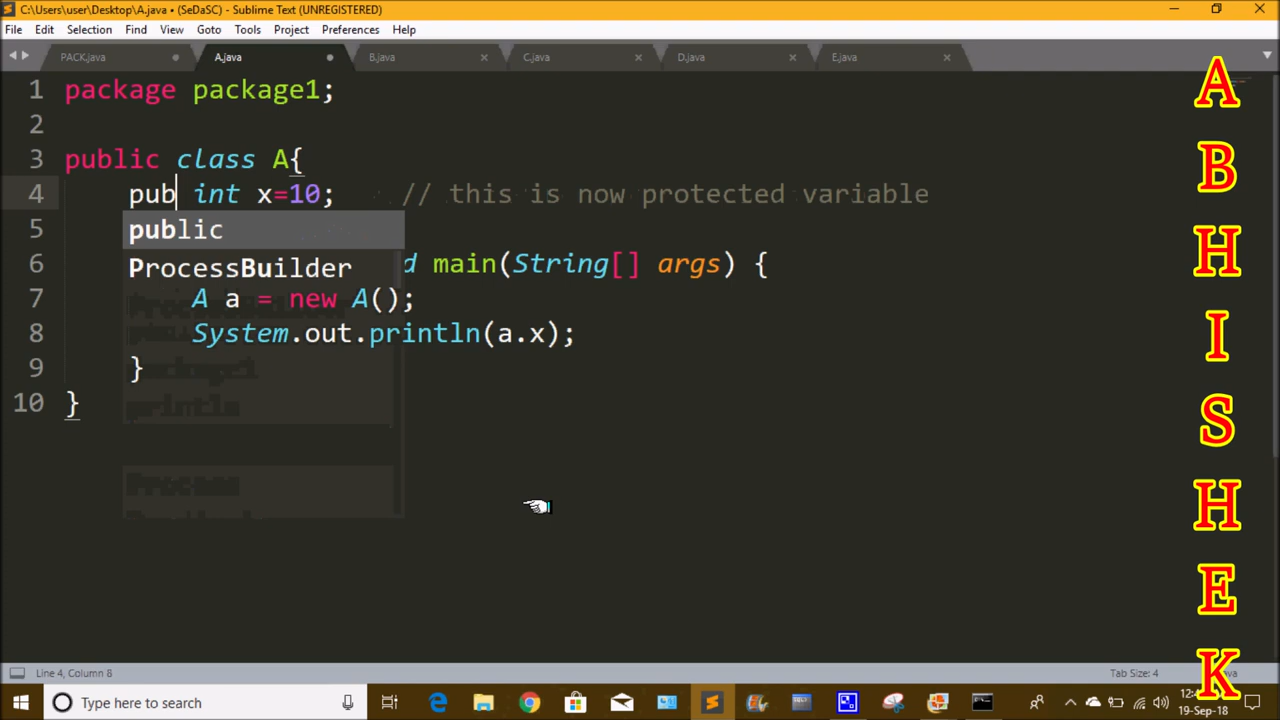 C:\Users\user\Desktop\A.java • (SeDaSC) - Sublime Text (UNREGISTERED)
File Edit Selection Find View Goto Tools Project Preferences Help
PACK.java A.java B.java C.java D.java E.java
1 package package1;
2
3 public class A{
4 pub int x=10; // this is now protected variable
5 public
6 d main(String[] args) {
ProcessBuilder
7 A a = new A();
8 System.out.println(a.x);
9 }
println
10 }
Line 4, Column 8
Tab Size: 4
Type here to search
19-Sep-18
A
B
H
I
S
H
E
K